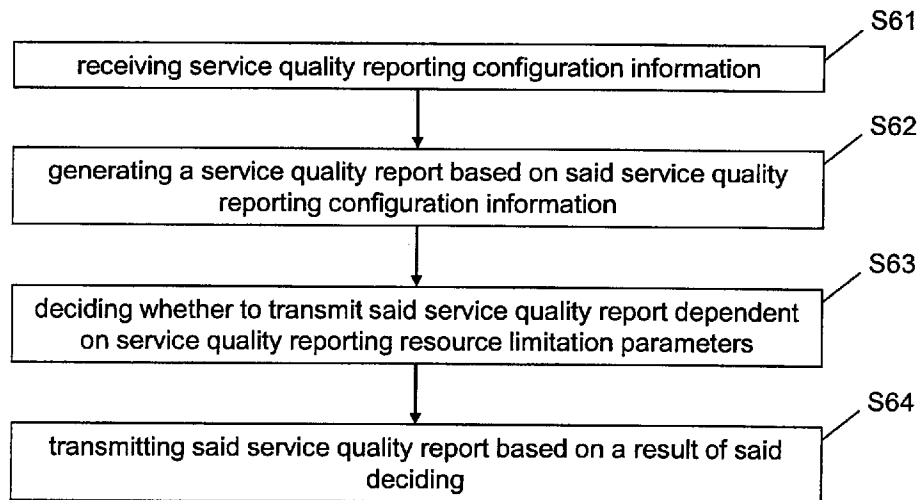 S61
receiving service quality reporting configuration information
S62
generating a service quality report based on said service quality
reporting configuration information
S63
deciding whether to transmit said service quality report dependent
on service quality reporting resource limitation parameters
S64
transmitting said service quality report based on a result of said
deciding